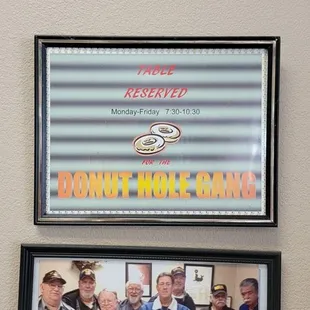 TABLE
RESERVED
Monday-Friday 7:30-10:30
FOR THE
DONUT HOLE GANG